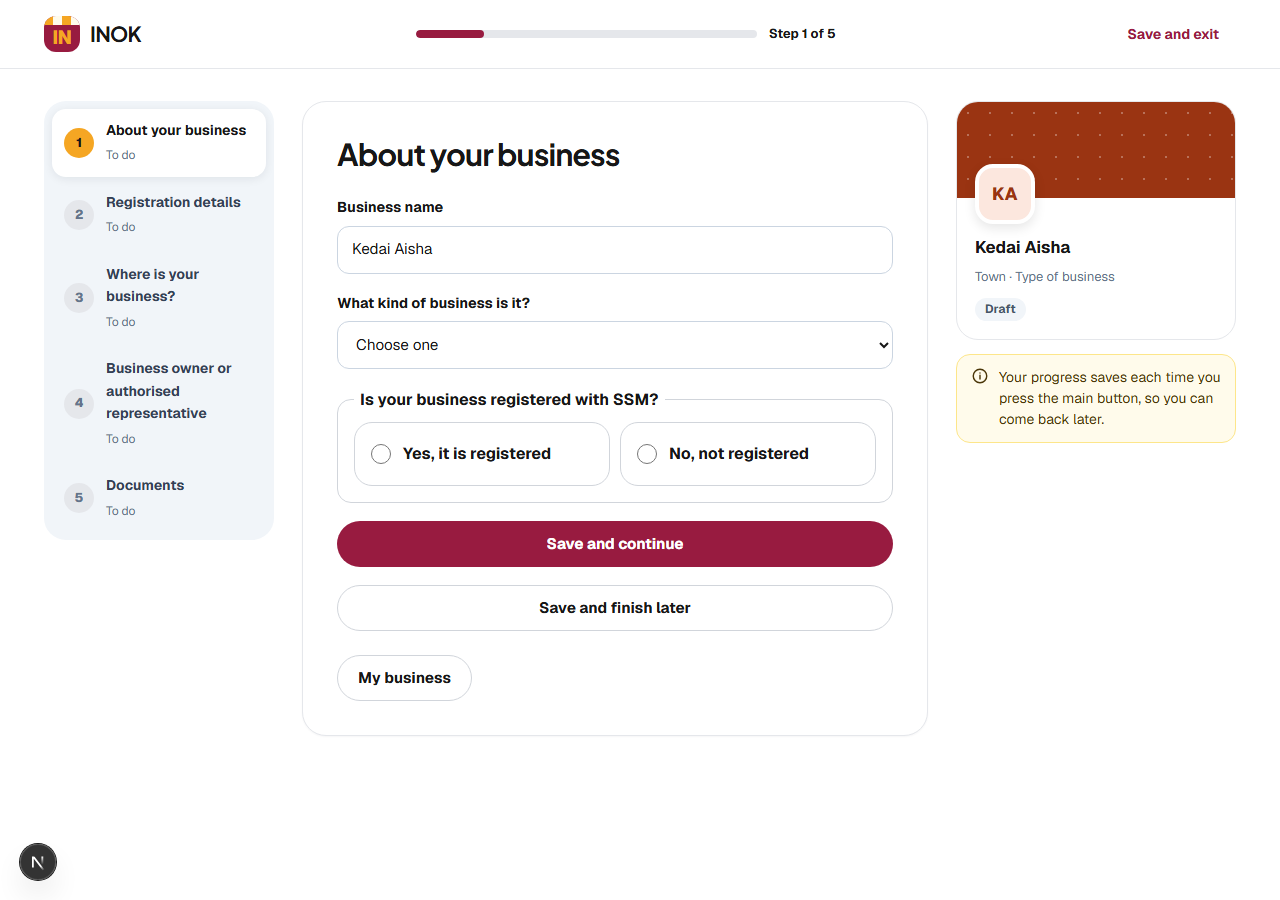 IN INOK
Step 1 of 5
Save and exit
1
About your business
To do
2
Registration details
To do
3
Where is your
business?
To do
4
Business owner or
authorised
representative
To do
5
Documents
To do
About your business
Business name
Kedai Aisha
What kind of business is it?
Choose one
Is your business registered with SSM?
Yes, it is registered
No, not registered
Save and continue
Save and finish later
My business
KA
Kedai Aisha
Town · Type of business
Draft
Your progress saves each time you
press the main button, so you can
come back later.
N